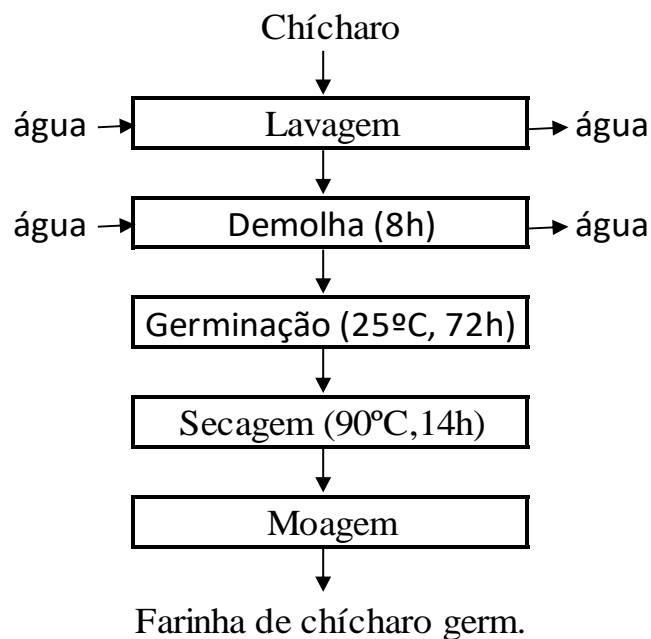 Chícharo
água Lavagem água
água Demolha (8h) água
Germinação (25ºC, 72h)
Secagem (90ºC,14h)
Moagem
Farinha de chícharo germ.